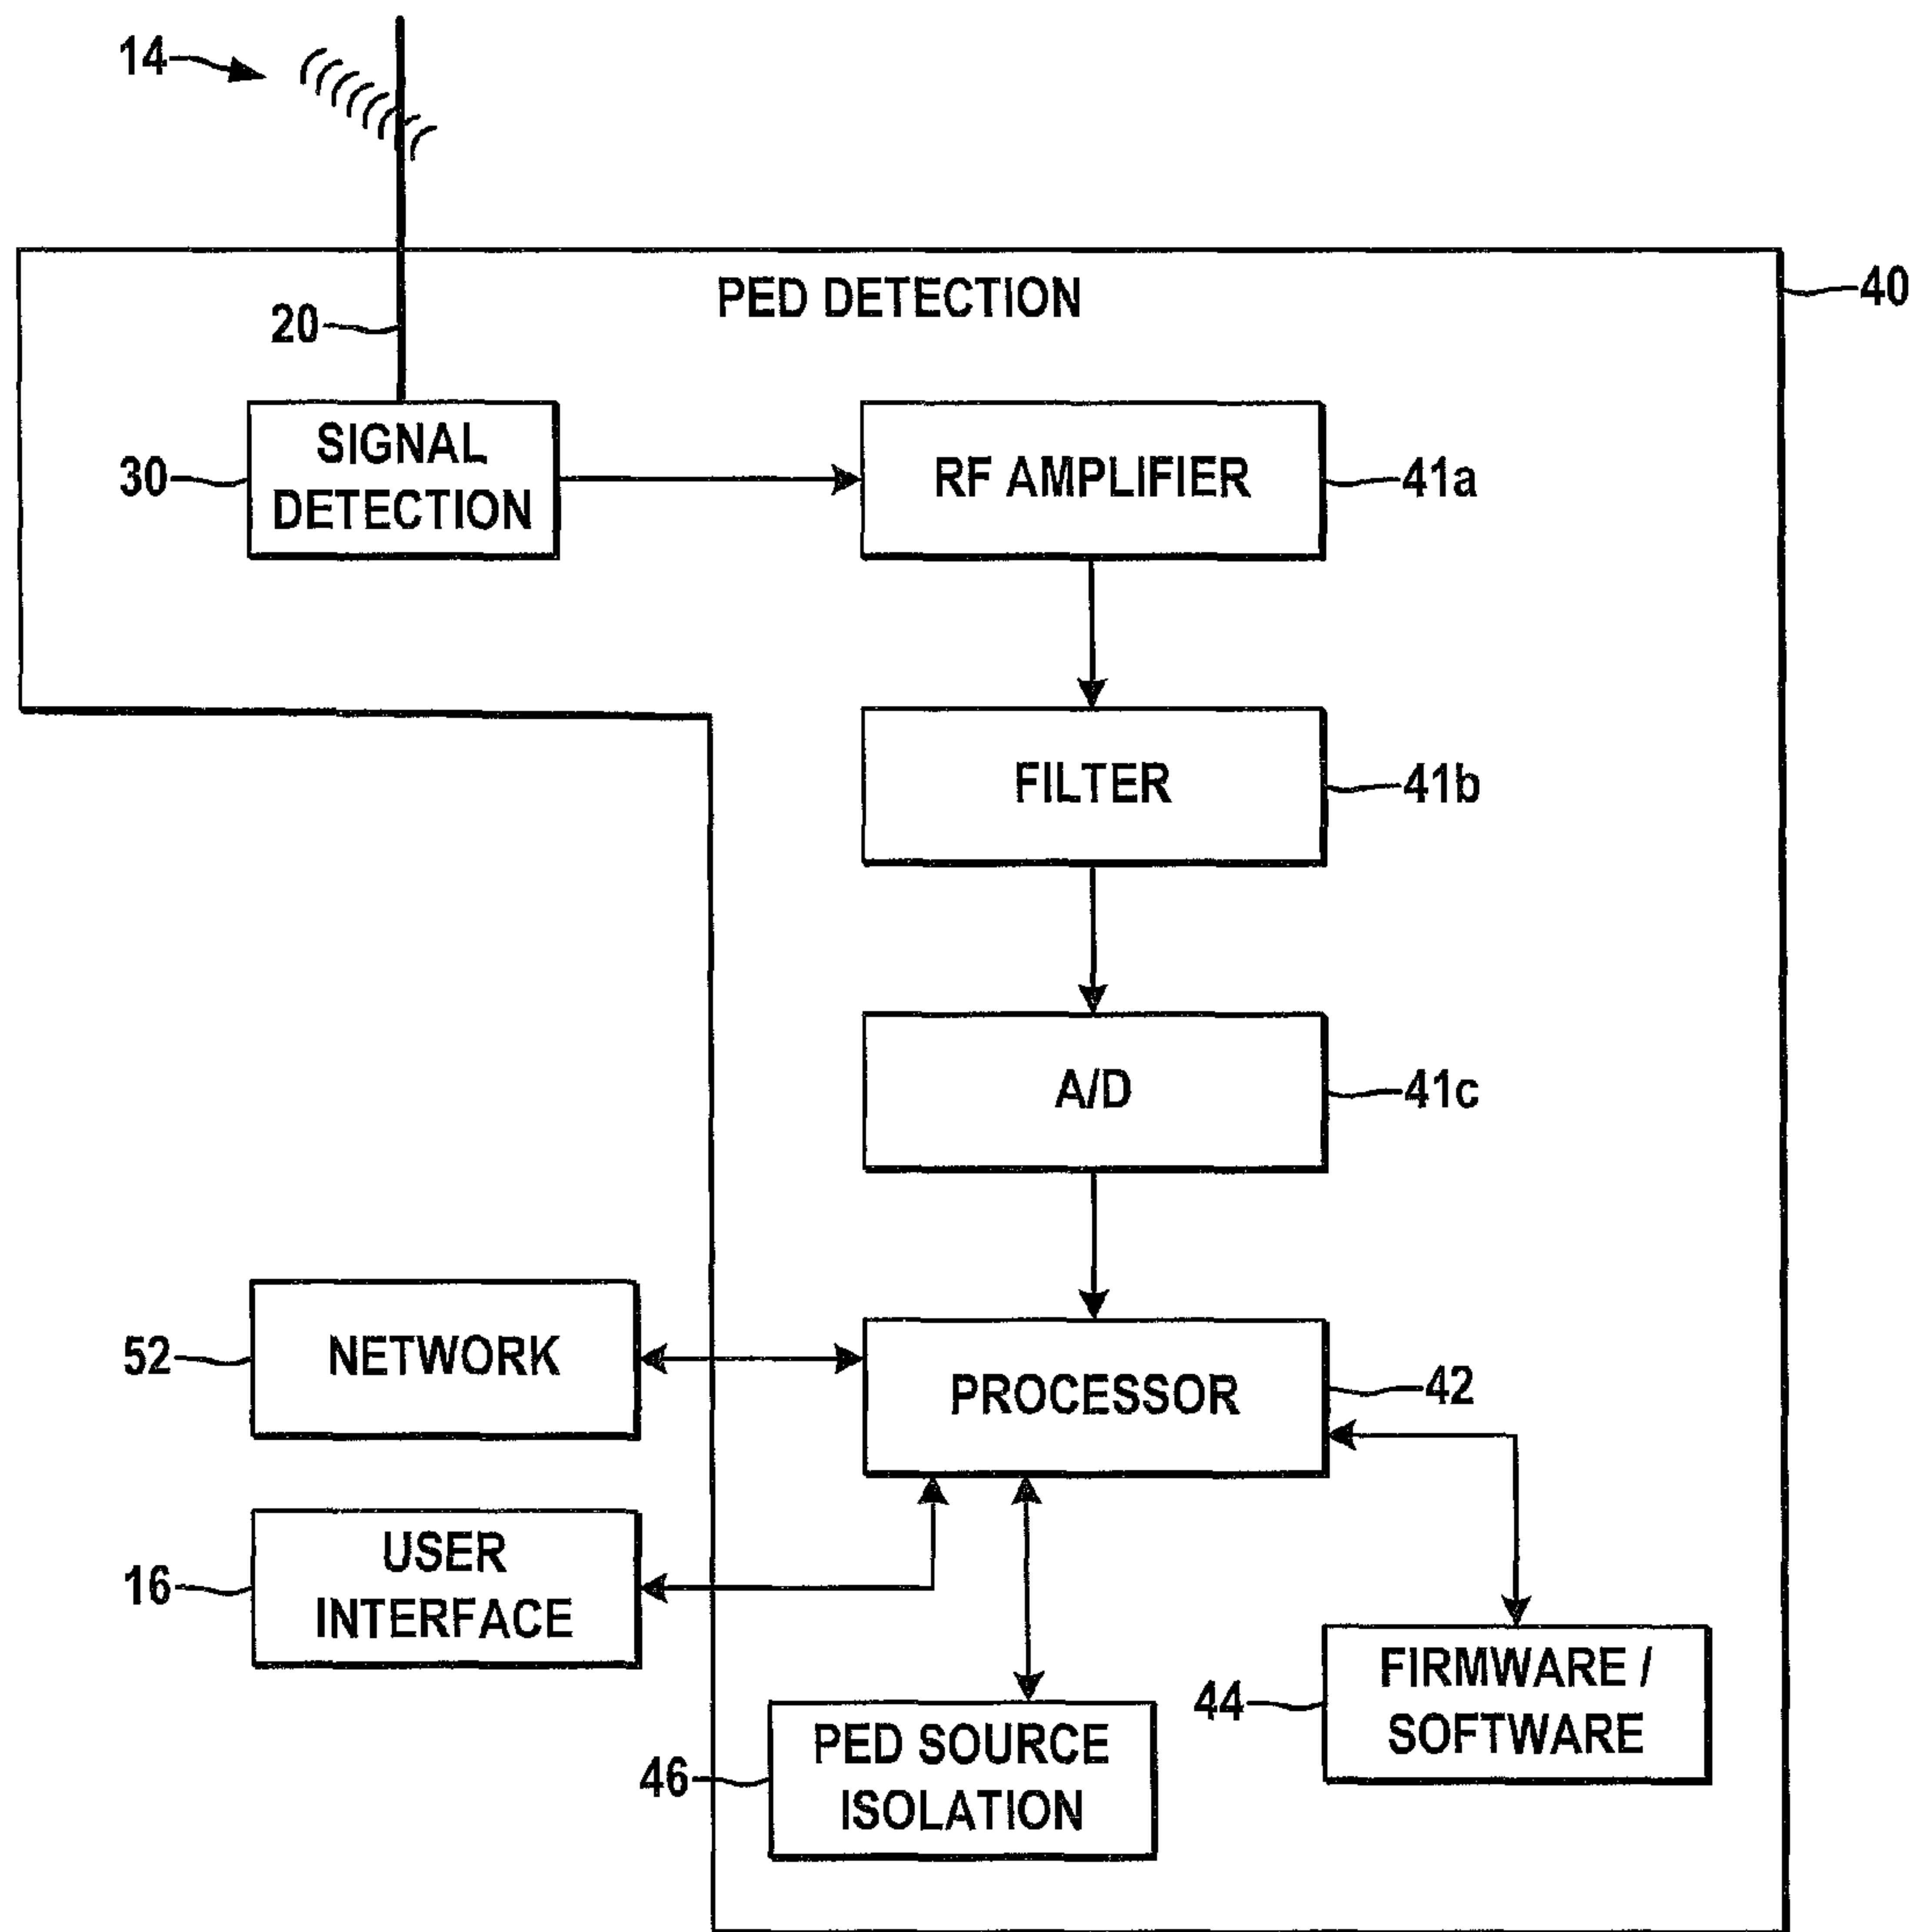 14
PED DETECTION
40
20
30
SIGNAL
DETECTION
RF AMPLIFIER
41a
FILTER
41b
A/D
41c
52
NETWORK
PROCESSOR
42
16
USER
INTERFACE
44
FIRMWARE /
SOFTWARE
46
PED SOURCE
ISOLATION